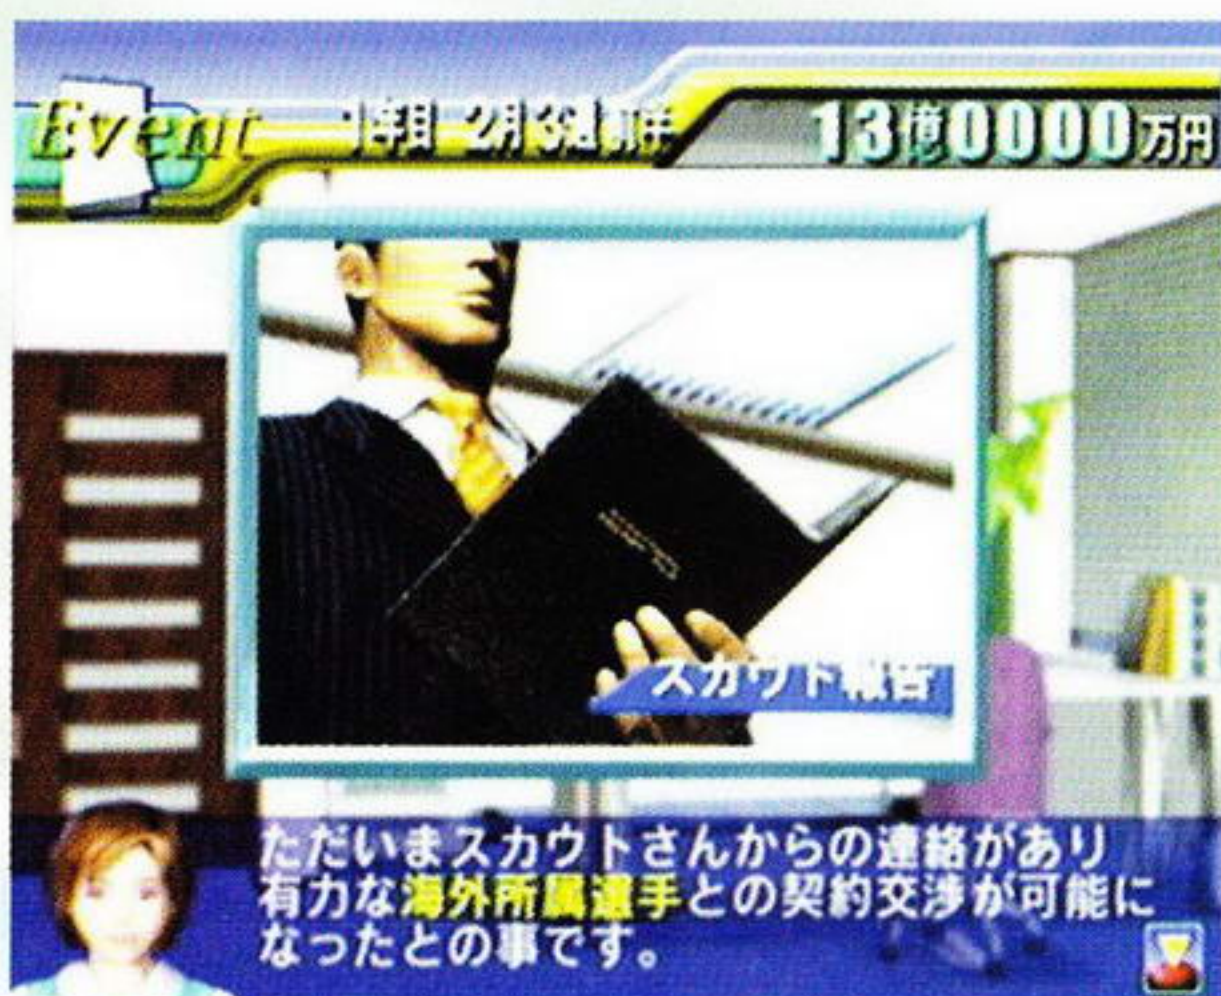 Event 1年目 2月3週前半 13億0000万円
スカウト報告
ただいまスカウトさんからの連絡があり
有力な海外所属選手との契約交渉が可能に
なったとの事です。